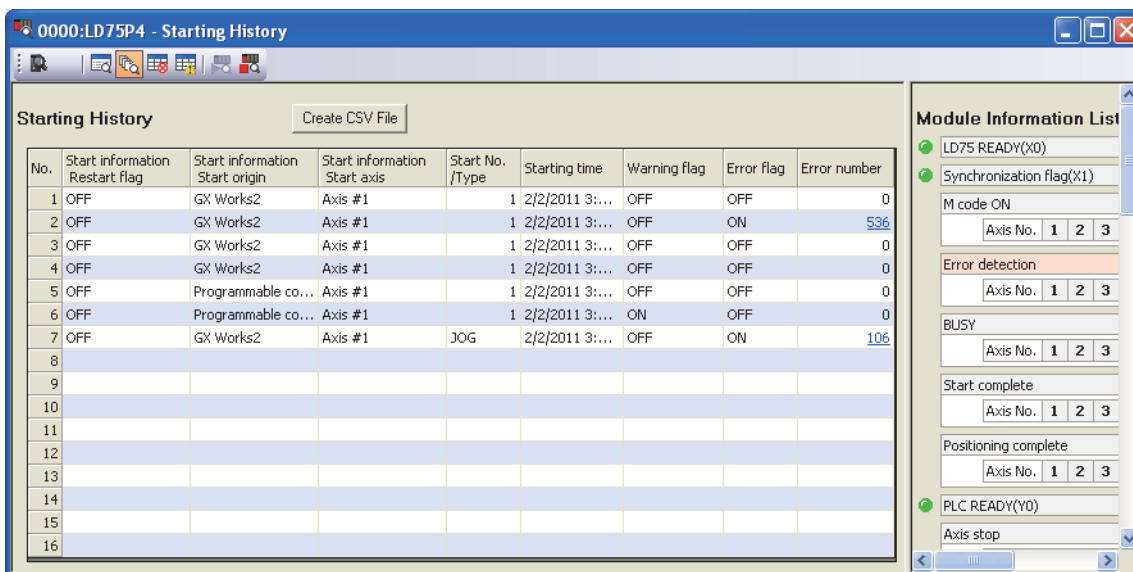 0000:LD75P4 - Starting History
Starting History
Create CSV File
No. Start information Restart flag Start information Start origin Start information Start axis Start No. /Type Starting time Warning flag Error flag Error number
1 OFF GX Works2 Axis #1 1 2/2/2011 3:... OFF OFF 0
2 OFF GX Works2 Axis #1 1 2/2/2011 3:... OFF ON 536
3 OFF GX Works2 Axis #1 1 2/2/2011 3:... OFF OFF 0
4 OFF GX Works2 Axis #1 1 2/2/2011 3:... OFF OFF 0
5 OFF Programmable co... Axis #1 1 2/2/2011 3:... OFF OFF 0
6 OFF Programmable co... Axis #1 1 2/2/2011 3:... ON OFF 0
7 OFF GX Works2 Axis #1 JOG 2/2/2011 3:... OFF ON 106
8
9
10
11
12
13
14
15
16
Module Information List
LD75 READY(X0)
Synchronization flag(X1)
M code ON
Axis No. 1 2 3
Error detection
Axis No. 1 2 3
BUSY
Axis No. 1 2 3
Start complete
Axis No. 1 2 3
Positioning complete
Axis No. 1 2 3
PLC READY(Y0)
Axis stop